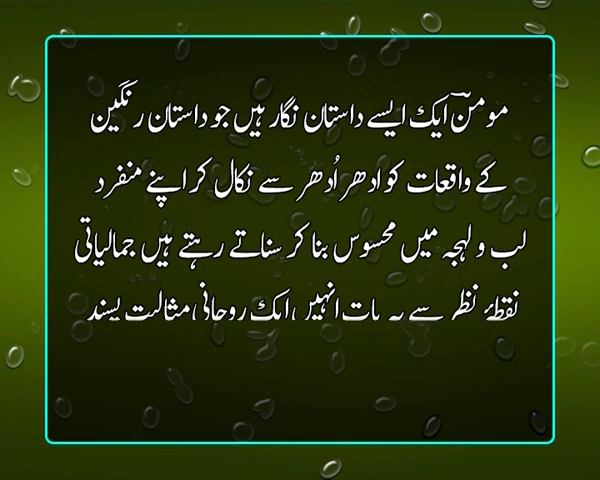 مومنؔ ایک ایسے داستان نگار ہیں جو داستان رنگین
کے واقعات کو ادھر اُدھر سے نکال کر اپنے منفرد
لب و لہجہ میں محسوس بنا کر سناتے رہتے ہیں جمالیاتی
نقطۂ نظر سے یہ بات انہیں ایک روحانی مثالیت پسند